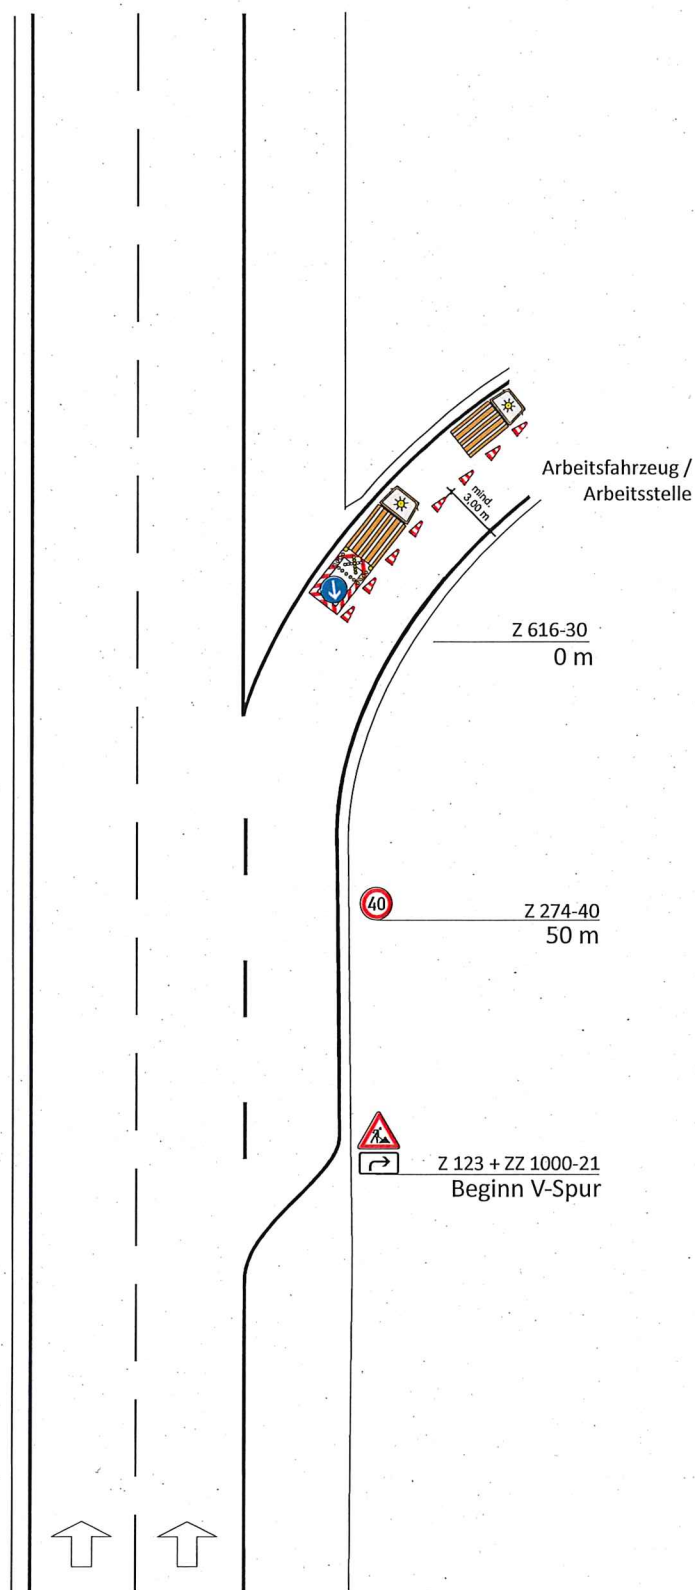 Arbeitsfahrzeug /
Arbeitsstelle
mind.
3,00 m
Z 616-30
0 m
40
Z 274-40
50 m
Z 123 + ZZ 1000-21
Beginn V-Spur